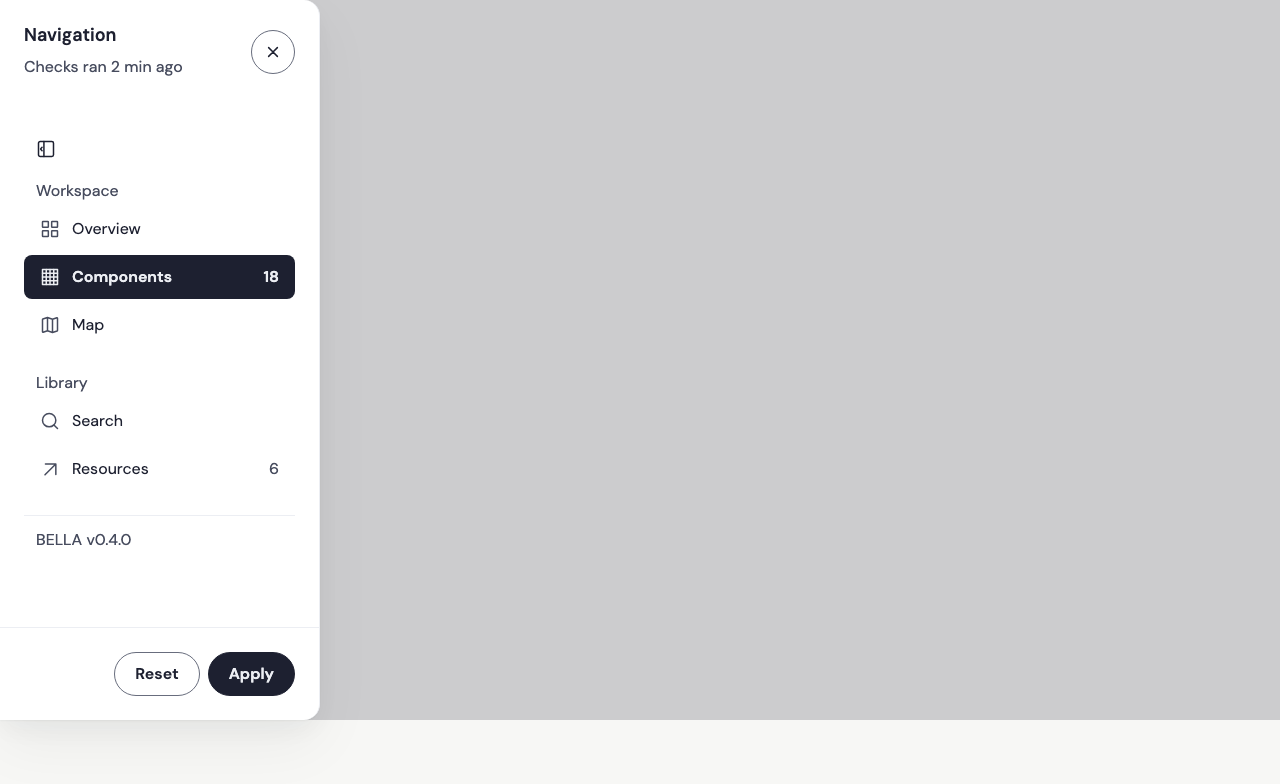 Navigation
Checks ran 2 min ago
Workspace
Overview
Components 18
Map
Library
Search
Resources 6
BELLA v0.4.0
Reset Apply